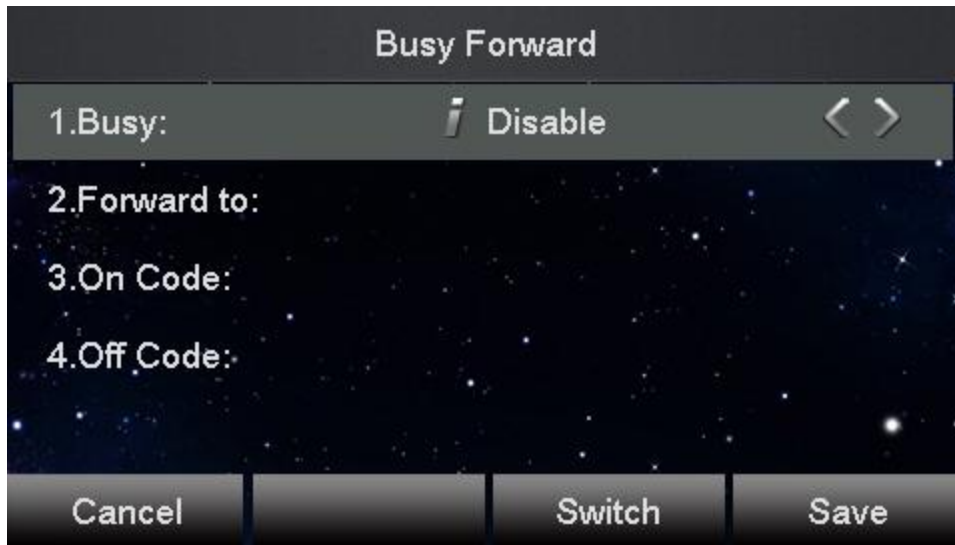 Busy Forward
1.Busy: i Disable < >
2.Forward to:
3.On Code:
4.Off Code:
Cancel Switch Save